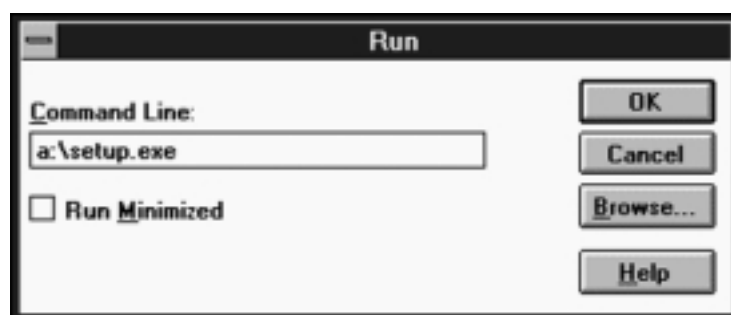 Run
Command Line:
a:\setup.exe
Run Minimized
OK
Cancel
Browse...
Help